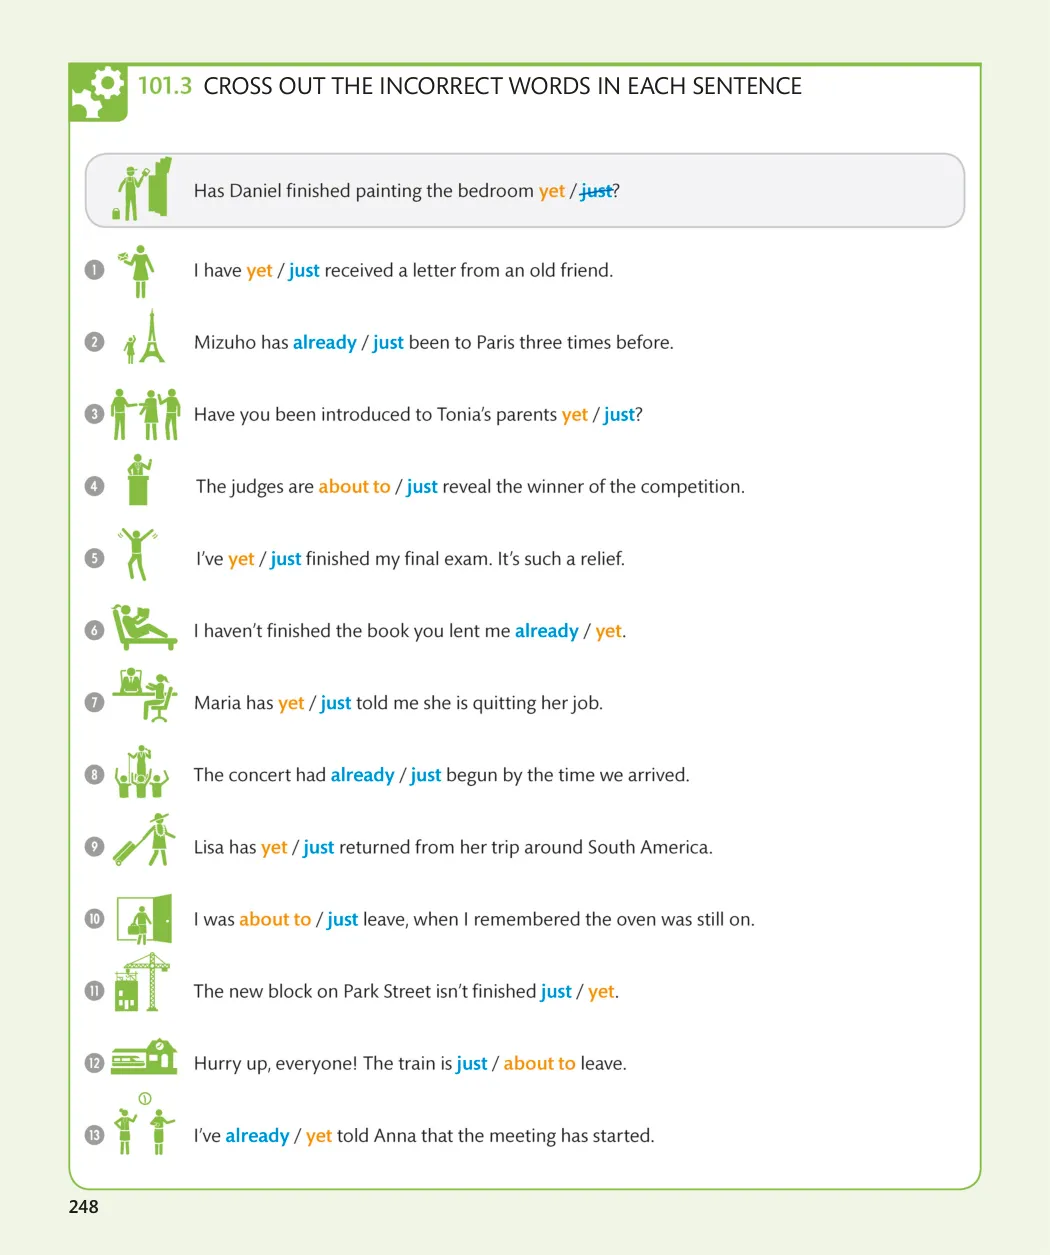 101.3 CROSS OUT THE INCORRECT WORDS IN EACH SENTENCE
Has Daniel finished painting the bedroom yet / just?
1 I have yet / just received a letter from an old friend.
2 Mizuho has already / just been to Paris three times before.
3 Have you been introduced to Tonia's parents yet / just?
4 The judges are about to / just reveal the winner of the competition.
5 I've yet / just finished my final exam. It's such a relief.
6 I haven't finished the book you lent me already / yet.
7 Maria has yet / just told me she is quitting her job.
8 The concert had already / just begun by the time we arrived.
9 Lisa has yet / just returned from her trip around South America.
10 I was about to / just leave, when I remembered the oven was still on.
11 The new block on Park Street isn't finished just / yet.
12 Hurry up, everyone! The train is just / about to leave.
13 I've already / yet told Anna that the meeting has started.
248